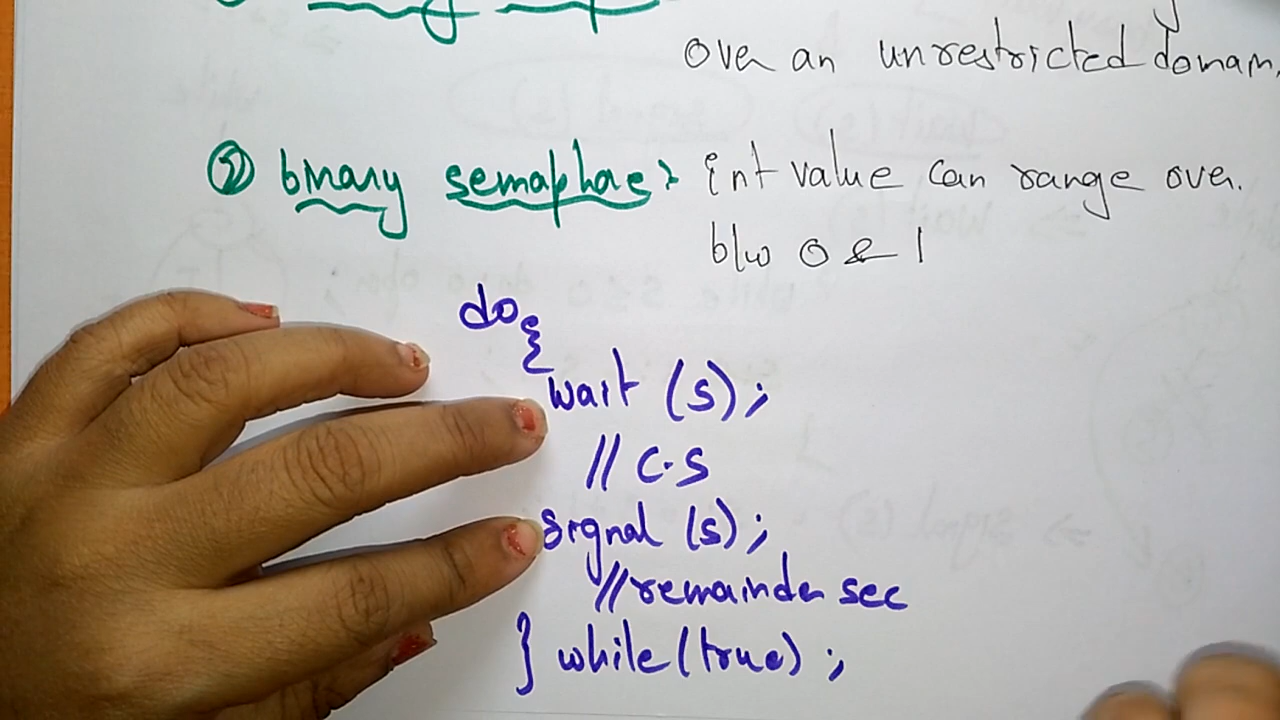 over an unrestricted domain.
② binary semaphore: int value can range over.
b/w 0 & 1
do
{
wait (s);
// C.S
signal (s);
//remainder sec
} while(true);